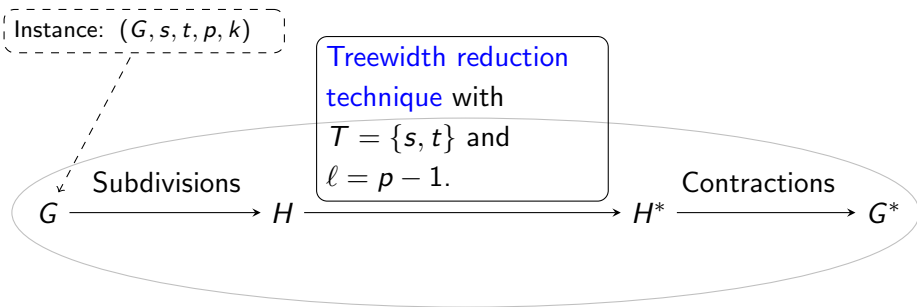 Instance: (G, s, t, p, k)
Treewidth reduction
technique with
T = {s, t} and
ℓ = p − 1.
Subdivisions
Contractions
G
H
H*
G*